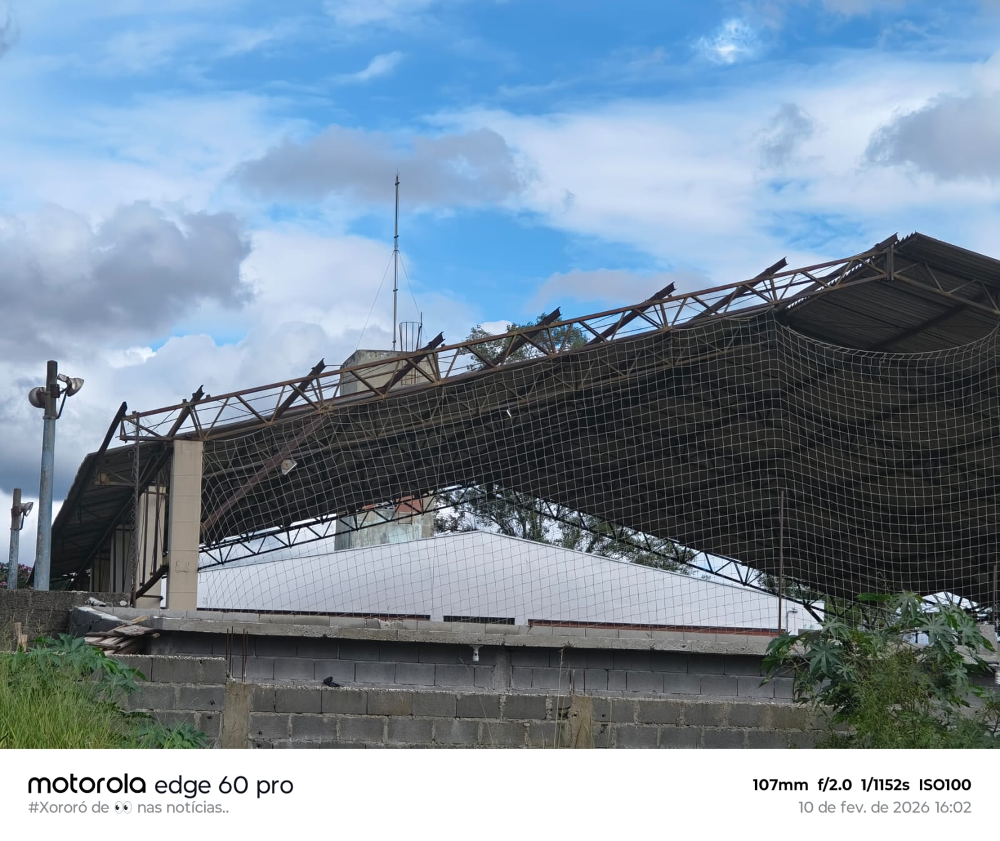 motorola edge 60 pro
#Xororó de 👀 nas notícias..
107mm f/2.0 1/1152s ISO100
10 de fev. de 2026 16:02